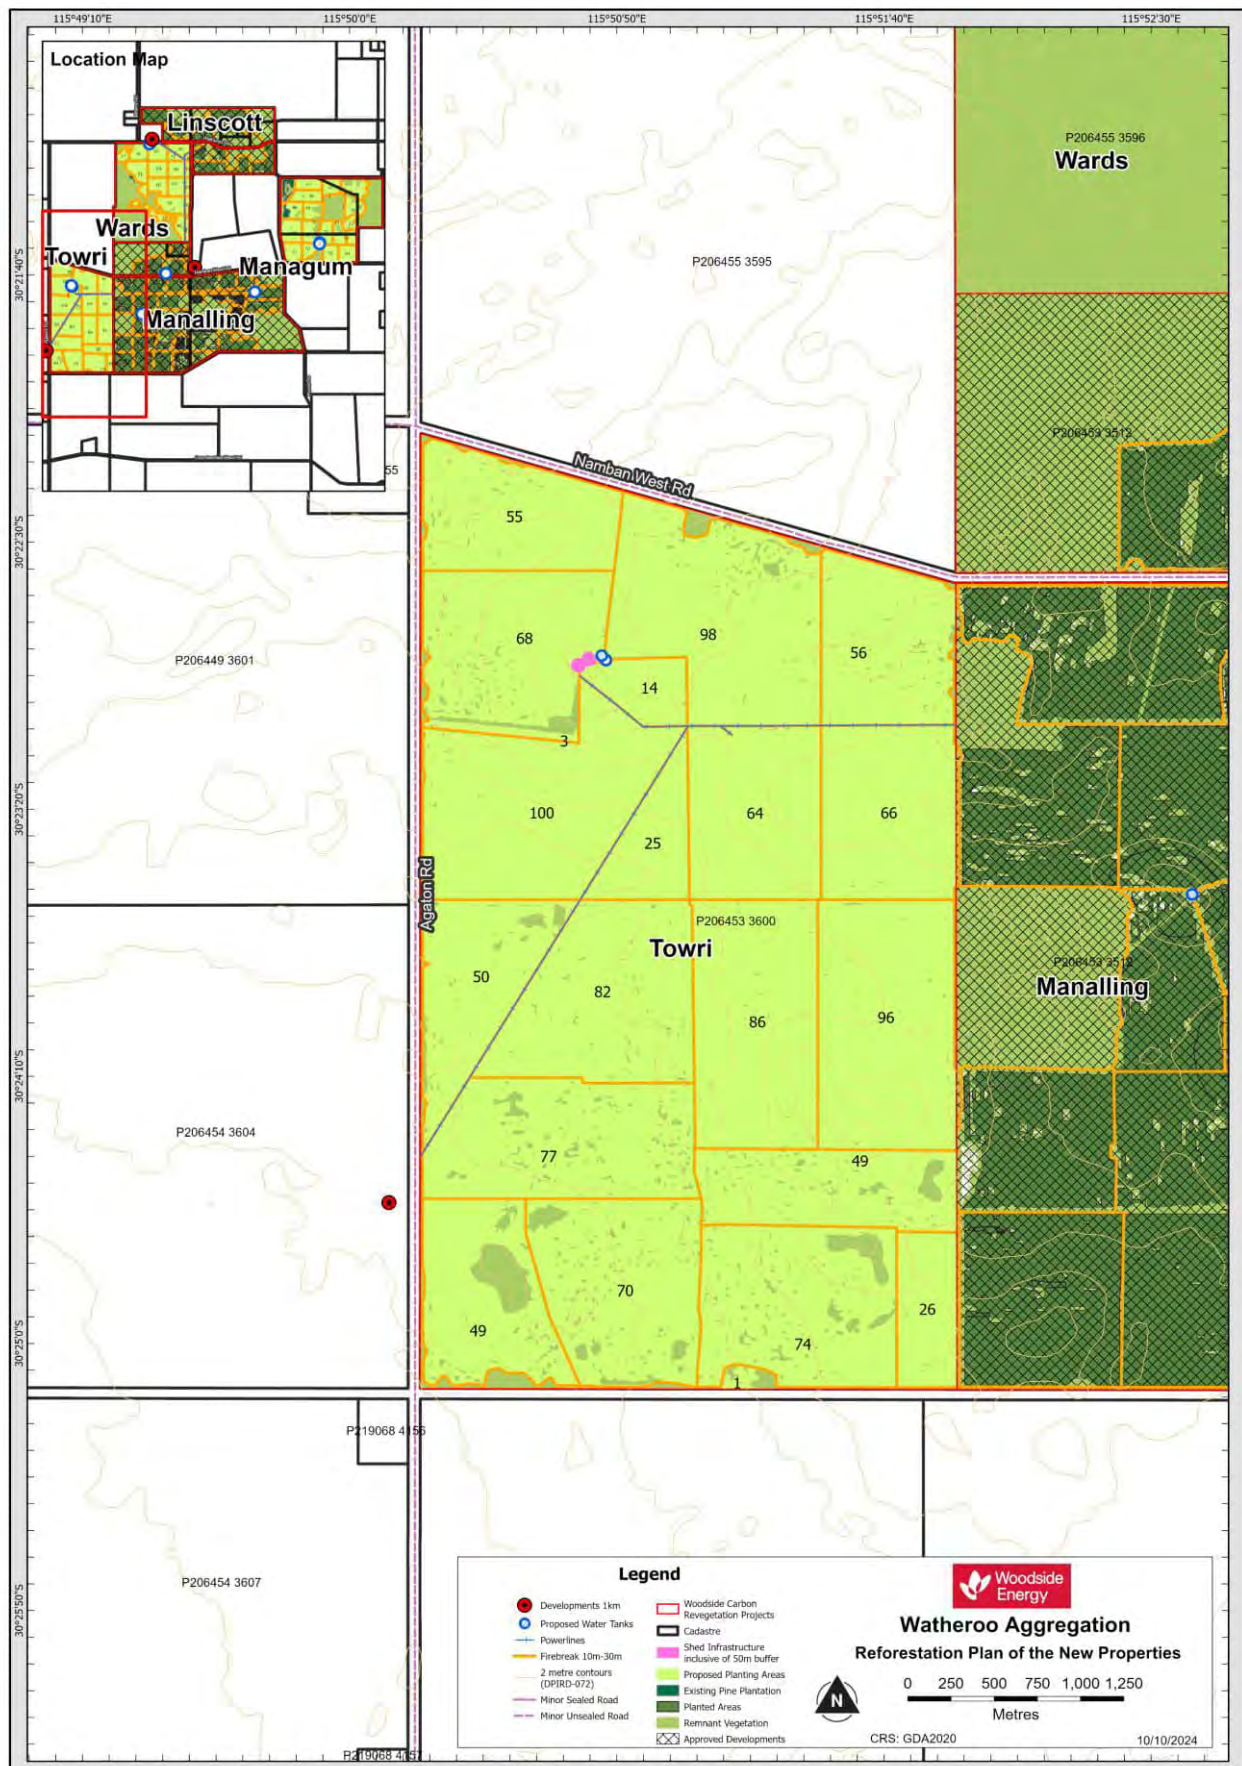 115°49'10"E
115°50'0"E
115°50'50"E
115°51'40"E
115°52'30"E
30°21'40"S
30°22'30"S
30°23'20"S
30°24'10"S
30°25'0"S
30°25'50"S
Location Map
Linscott
Wards
Towri
Managum
Manalling
55
P206455 3596
Wards
P206455 3595
P206453 3512
Namban West Rd
55
68
98
56
14
3
P206449 3601
100
25
64
66
Agaton Rd
P206453 3600
Towri
50
82
86
96
P206453 3512
Manalling
P206454 3604
77
49
49
70
74
26
1
P219068 4156
P206454 3607
P219068 4157
Legend
Developments 1km
Proposed Water Tanks
Powerlines
Firebreak 10m-30m
2 metre contours
(DPIRD-072)
Minor Sealed Road
Minor Unsealed Road
Woodside Carbon
Revegetation Projects
Cadastre
Shed Infrastructure
inclusive of 50m buffer
Proposed Planting Areas
Existing Pine Plantation
Planted Areas
Remnant Vegetation
Approved Developments
Woodside
Energy
Watheroo Aggregation
Reforestation Plan of the New Properties
N
0 250 500 750 1,000 1,250
Metres
CRS: GDA2020
10/10/2024